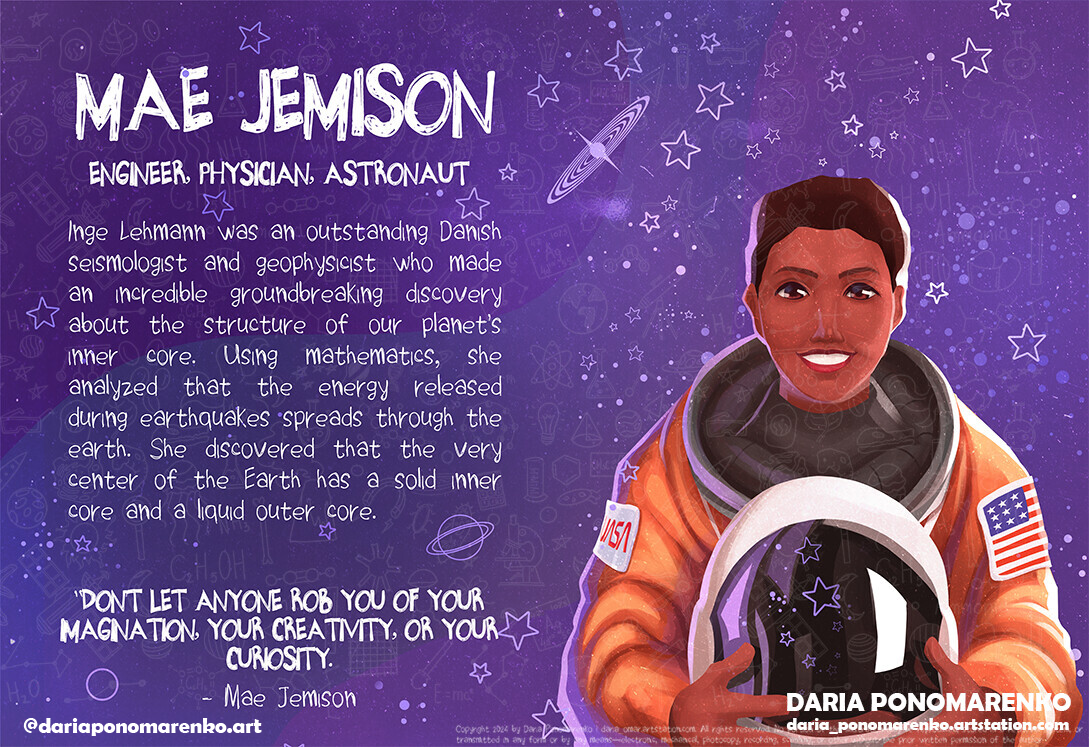 MAE JEMISON
ENGINEER, PHYSICIAN, ASTRONAUT
Inge Lehmann was an outstanding Danish
seismologist and geophysicist who made
an incredible groundbreaking discovery
about the structure of our planet's
inner core. Using mathematics, she
analyzed that the energy released
during earthquakes spreads through the
earth. She discovered that the very
center of the Earth has a solid inner
core and a liquid outer core.
"DONT LET ANYONE ROB YOU OF YOUR
IMAGINATION, YOUR CREATIVITY, OR YOUR
CURIOSITY.
- Mae Jemison
NASA
@dariaponomarenko.art
DARIA PONOMARENKO
daria_ponomarenko.artstation.com